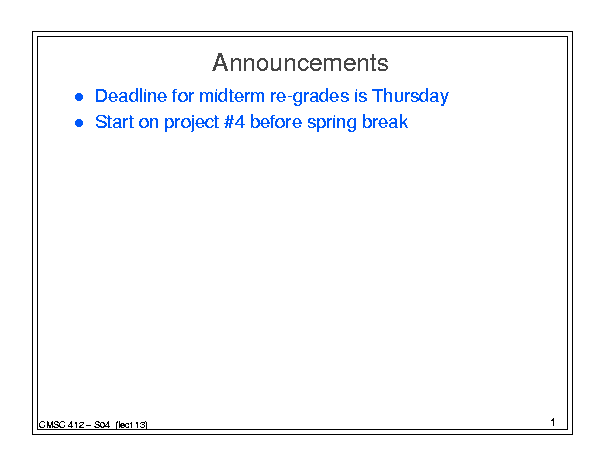 Announcements
● Deadline for midterm re-grades is Thursday
● Start on project #4 before spring break
CMSC 412 – S04 (lect 13)
1